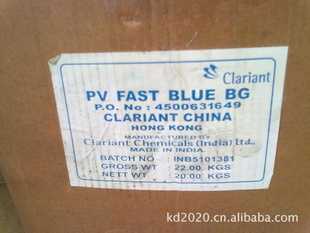 Clariant
PV FAST BLUE BG
P.O. No : 4500631649
CLARIANT CHINA
HONG KONG
MANUFACTURED BY
Clariant Chemicals (India) Ltd.,
MADE IN INDIA
BATCH NO : INB5101381
GROSS WT : 22.00 KGS
NETT WT : 20.00 KGS
kd2020.cn.alibaba.com